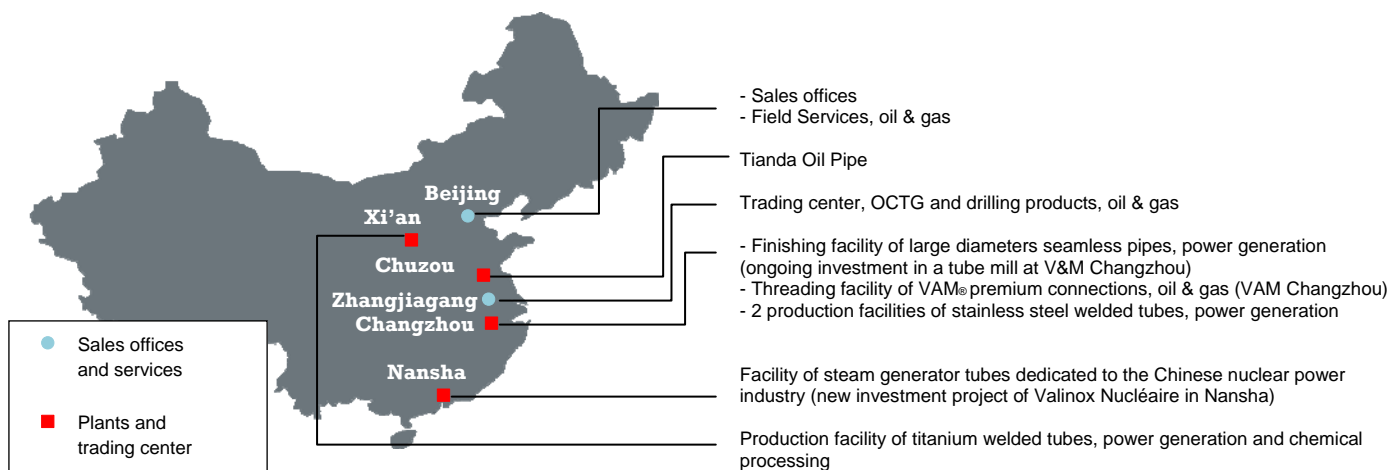 Beijing
Xi'an
Chuzou
Zhangjiagang
Changzhou
Nansha
Sales offices
and services
Plants and
trading center
- Sales offices
- Field Services, oil & gas
Tianda Oil Pipe
Trading center, OCTG and drilling products, oil & gas
- Finishing facility of large diameters seamless pipes, power generation
(ongoing investment in a tube mill at V&M Changzhou)
- Threading facility of VAM® premium connections, oil & gas (VAM Changzhou)
- 2 production facilities of stainless steel welded tubes, power generation
Facility of steam generator tubes dedicated to the Chinese nuclear power
industry (new investment project of Valinox Nucléaire in Nansha)
Production facility of titanium welded tubes, power generation and chemical
processing